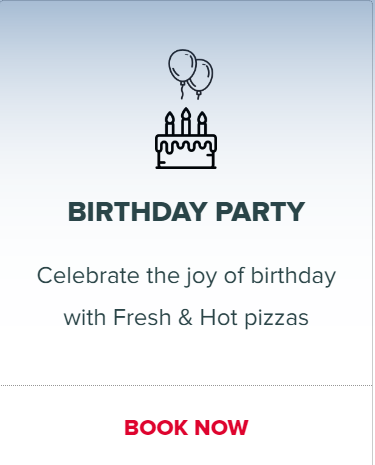 BIRTHDAY PARTY
Celebrate the joy of birthday
with Fresh & Hot pizzas
BOOK NOW